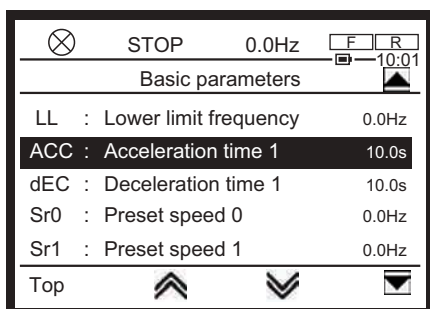 STOP 0.0Hz F R
10:01
Basic parameters
LL : Lower limit frequency 0.0Hz
ACC : Acceleration time 1 10.0s
dEC : Deceleration time 1 10.0s
Sr0 : Preset speed 0 0.0Hz
Sr1 : Preset speed 1 0.0Hz
Top